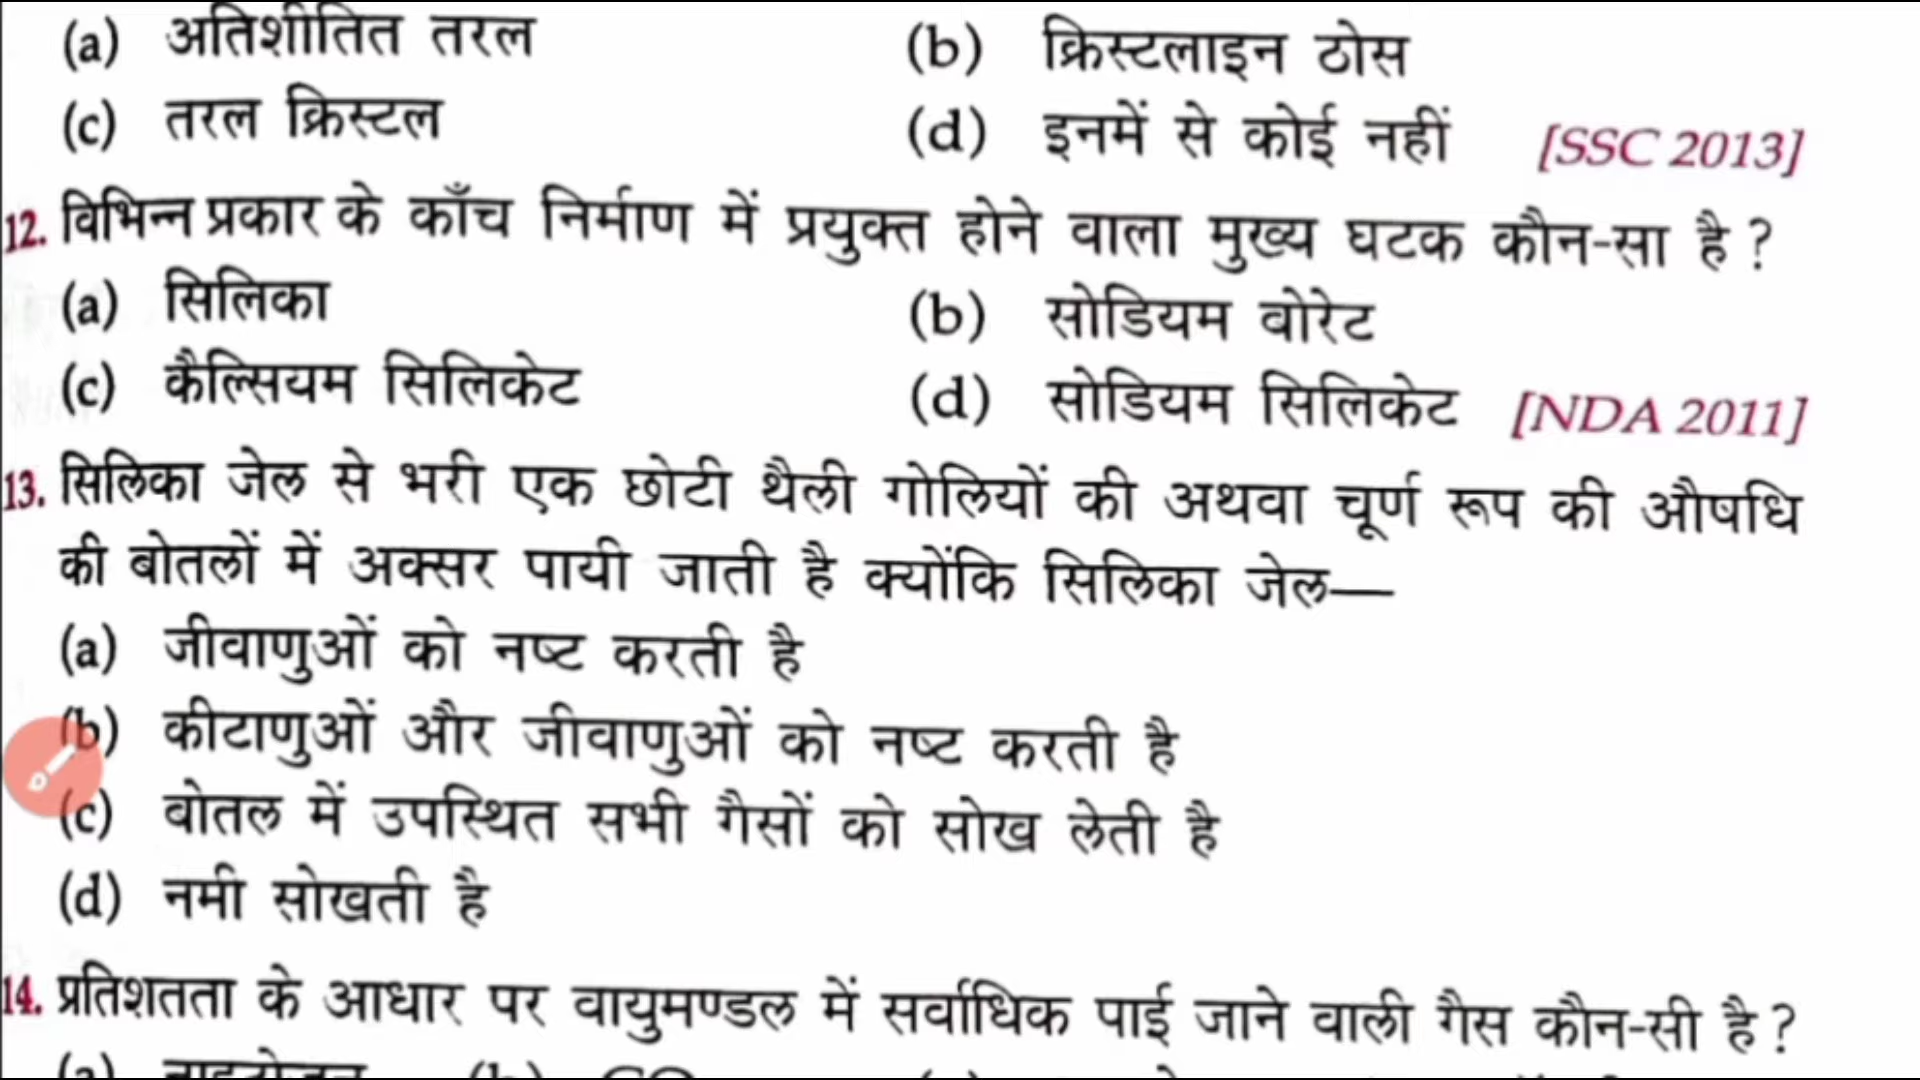 (a) अतिशीतित तरल (b) क्रिस्टलाइन ठोस
(c) तरल क्रिस्टल (d) इनमें से कोई नहीं [SSC 2013]
12. विभिन्न प्रकार के काँच निर्माण में प्रयुक्त होने वाला मुख्य घटक कौन-सा है ?
(a) सिलिका (b) सोडियम बोरेट
(c) कैल्सियम सिलिकेट (d) सोडियम सिलिकेट [NDA 2011]
13. सिलिका जेल से भरी एक छोटी थैली गोलियों की अथवा चूर्ण रूप की औषधि
की बोतलों में अक्सर पायी जाती है क्योंकि सिलिका जेल—
(a) जीवाणुओं को नष्ट करती है
(b) कीटाणुओं और जीवाणुओं को नष्ट करती है
(c) बोतल में उपस्थित सभी गैसों को सोख लेती है
(d) नमी सोखती है
14. प्रतिशतता के आधार पर वायुमण्डल में सर्वाधिक पाई जाने वाली गैस कौन-सी है ?